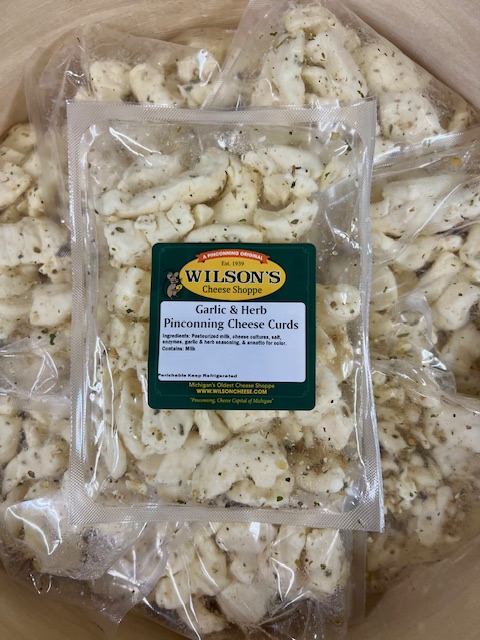 A PINCONNING ORIGINAL
Est. 1939
WILSON'S
Cheese Shoppe
Garlic & Herb
Pinconning Cheese Curds
Ingredients: Pasteurized milk, cheese cultures, salt,
enzymes, garlic & herb seasoning, & annatto for color.
Contains: Milk
Perishable Keep Refrigerated
Michigan's Oldest Cheese Shoppe
WWW.WILSONCHEESE.COM
"Pinconning, Cheese Capital of Michigan"